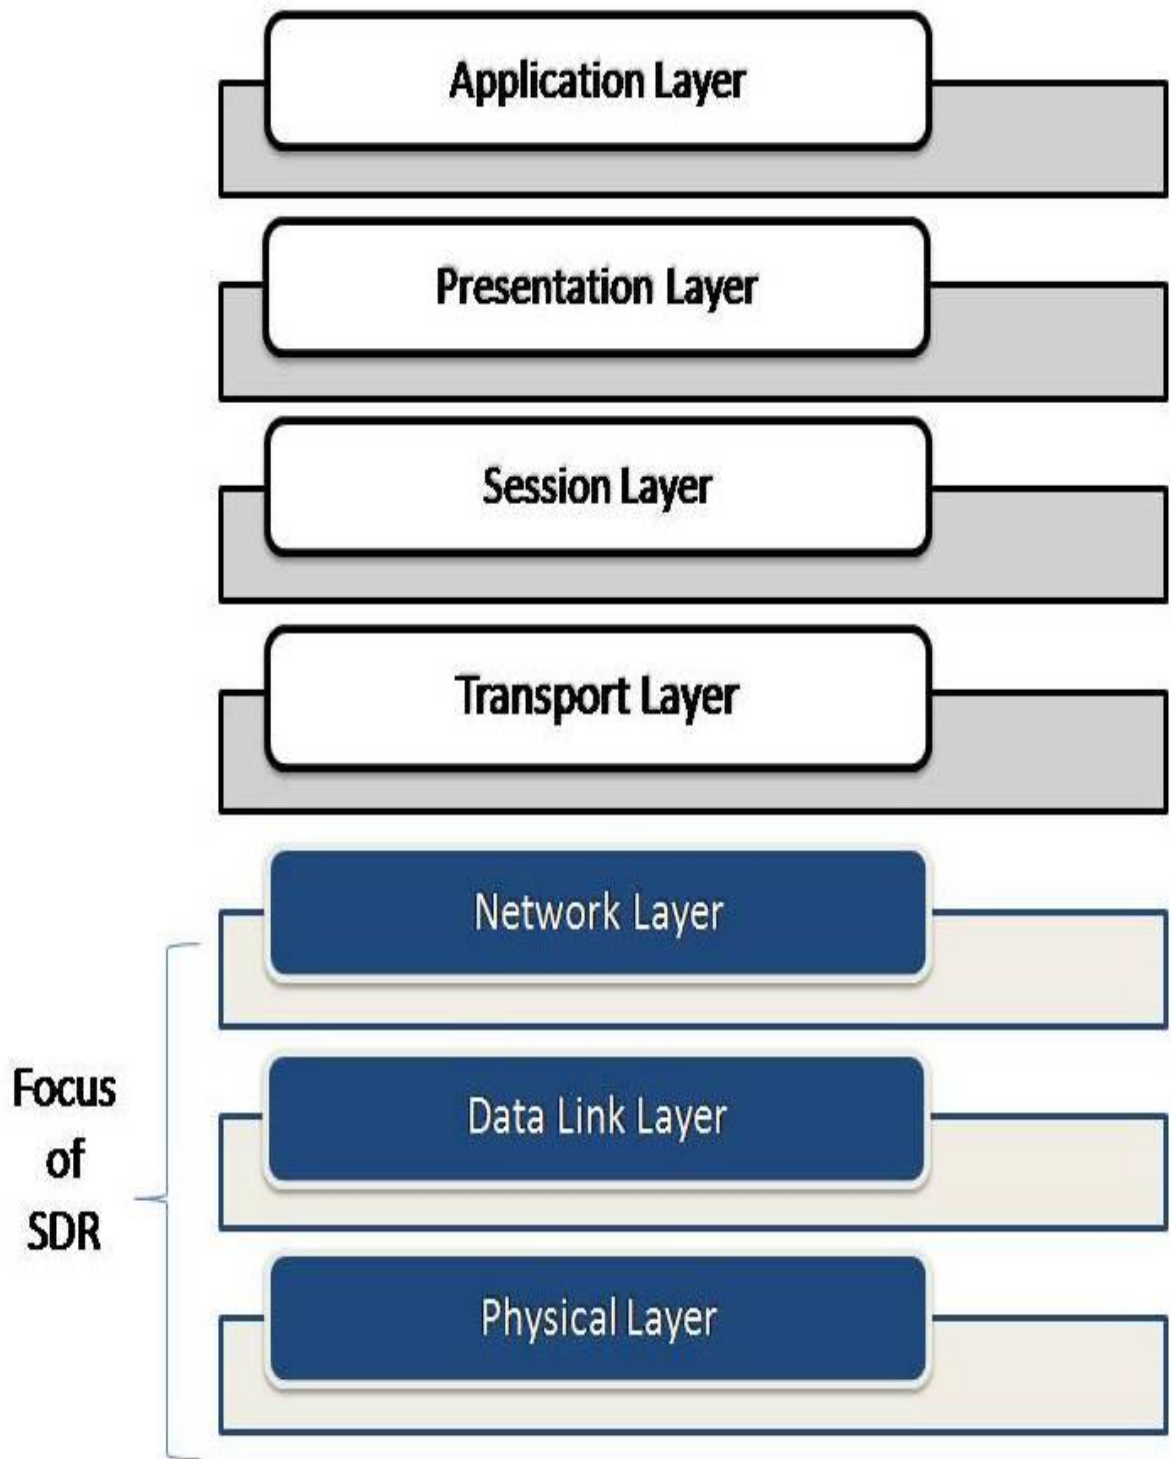 Application Layer
Presentation Layer
Session Layer
Transport Layer
Network Layer
Data Link Layer
Physical Layer
Focus
of
SDR